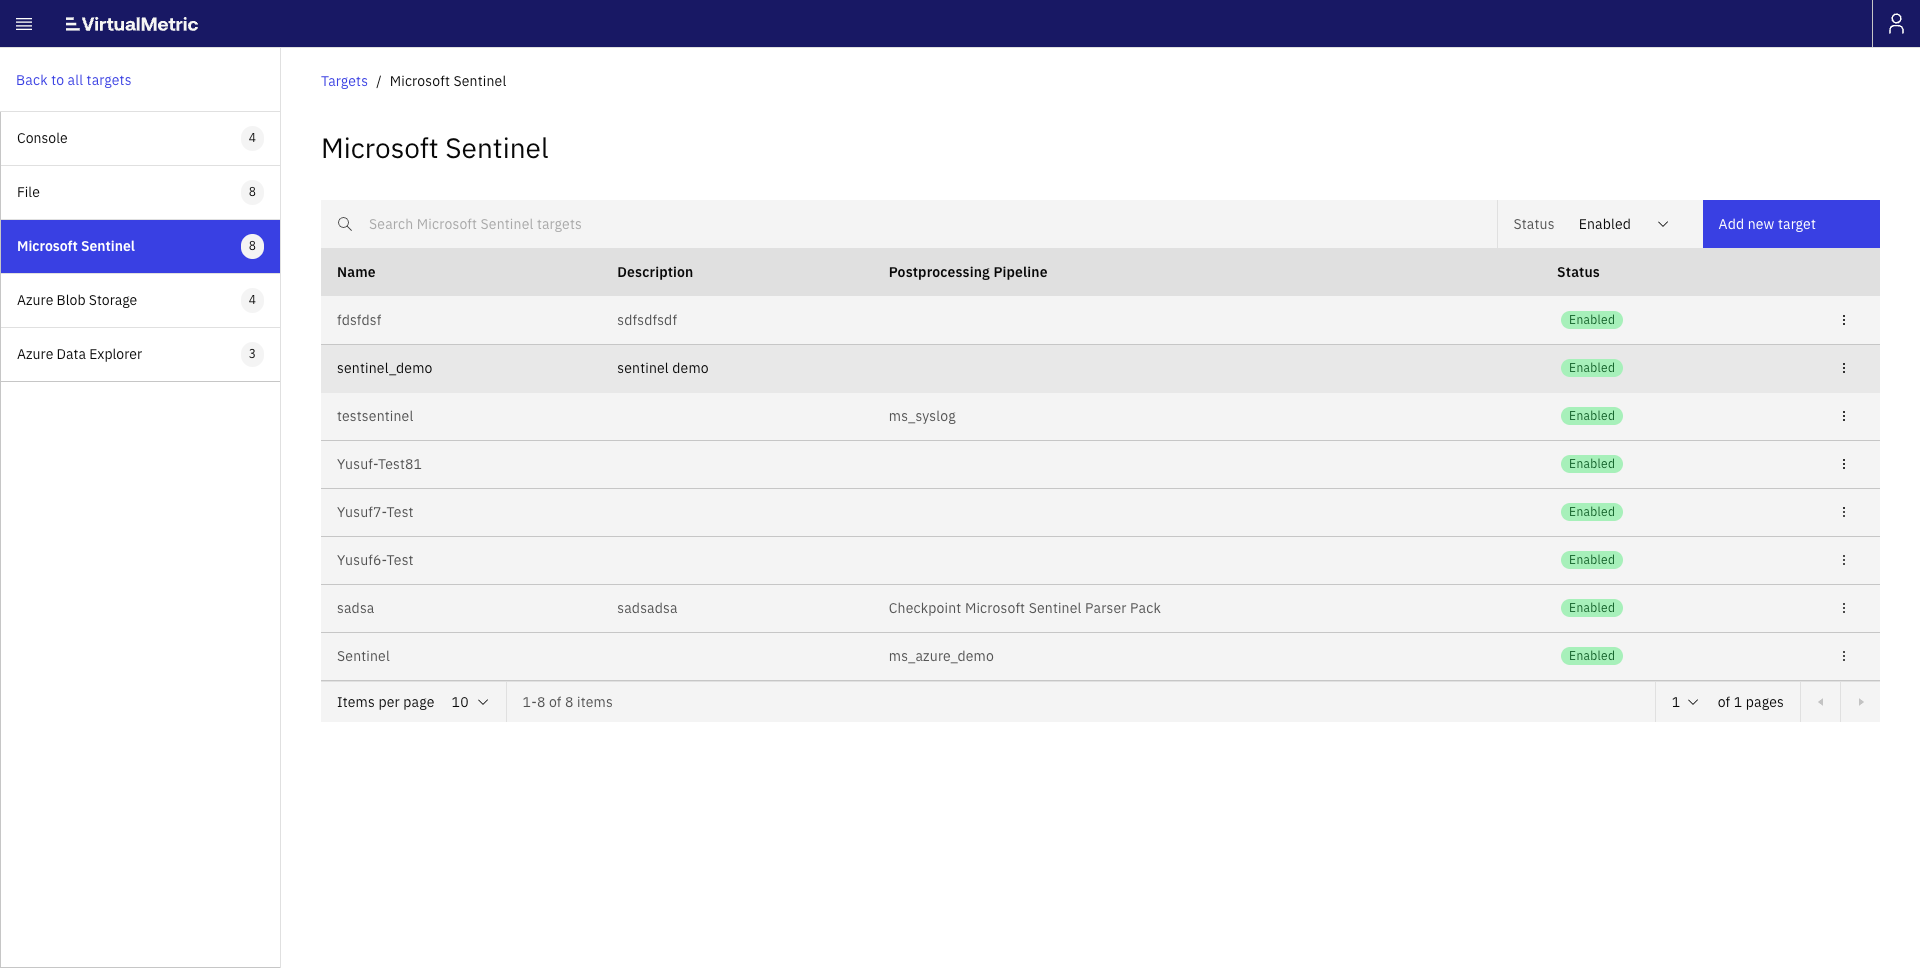 VirtualMetric
Back to all targets
Console 4
File 8
Microsoft Sentinel 8
Azure Blob Storage 4
Azure Data Explorer 3
Targets / Microsoft Sentinel
Microsoft Sentinel
Search Microsoft Sentinel targets Status Enabled Add new target
Name Description Postprocessing Pipeline Status
fdsfdsf sdfsdfsdf Enabled
sentinel_demo sentinel demo Enabled
testsentinel ms_syslog Enabled
Yusuf-Test81 Enabled
Yusuf7-Test Enabled
Yusuf6-Test Enabled
sadsa sadsadsa Checkpoint Microsoft Sentinel Parser Pack Enabled
Sentinel ms_azure_demo Enabled
Items per page 10 1-8 of 8 items 1 of 1 pages